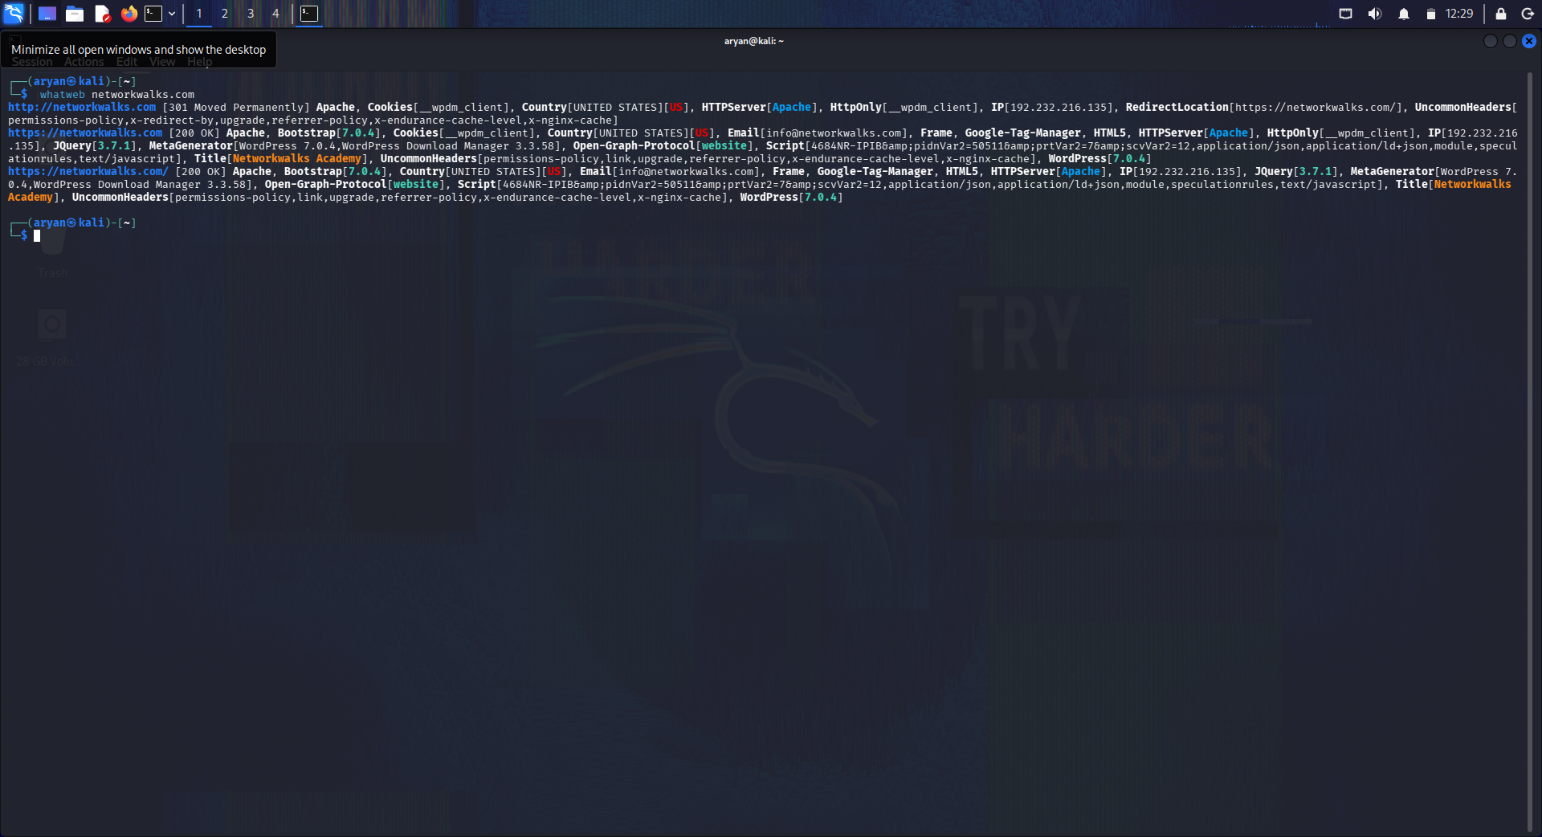 1 2 3 4 12:29
Minimize all open windows and show the desktop
aryan@kali: ~
Session Actions Edit View Help
┌──(aryan㉿kali)-[~]
└─$ whatweb networkwalks.com
http://networkwalks.com [301 Moved Permanently] Apache, Cookies[__wpdm_client], Country[UNITED STATES][US], HTTPServer[Apache], HttpOnly[__wpdm_client], IP[192.232.216.135], RedirectLocation[https://networkwalks.com/], UncommonHeaders[
permissions-policy,x-redirect-by,upgrade,referrer-policy,x-endurance-cache-level,x-nginx-cache]
https://networkwalks.com [200 OK] Apache, Bootstrap[7.0.4], Cookies[__wpdm_client], Country[UNITED STATES][US], Email[info@networkwalks.com], Frame, Google-Tag-Manager, HTML5, HTTPServer[Apache], HttpOnly[__wpdm_client], IP[192.232.216
.135], JQuery[3.7.1], MetaGenerator[WordPress 7.0.4,WordPress Download Manager 3.3.58], Open-Graph-Protocol[website], Script[4684NR-IPIB&amp;pidnVar2=50511&amp;prtVar2=7&amp;scvVar2=12,application/json,application/ld+json,module,specul
ationrules,text/javascript], Title[Networkwalks Academy], UncommonHeaders[permissions-policy,link,upgrade,referrer-policy,x-endurance-cache-level,x-nginx-cache], WordPress[7.0.4]
https://networkwalks.com/ [200 OK] Apache, Bootstrap[7.0.4], Country[UNITED STATES][US], Email[info@networkwalks.com], Frame, Google-Tag-Manager, HTML5, HTTPServer[Apache], IP[192.232.216.135], JQuery[3.7.1], MetaGenerator[WordPress 7.
0.4,WordPress Download Manager 3.3.58], Open-Graph-Protocol[website], Script[4684NR-IPIB&amp;pidnVar2=50511&amp;prtVar2=7&amp;scvVar2=12,application/json,application/ld+json,module,speculationrules,text/javascript], Title[Networkwalks
Academy], UncommonHeaders[permissions-policy,link,upgrade,referrer-policy,x-endurance-cache-level,x-nginx-cache], WordPress[7.0.4]
┌──(aryan㉿kali)-[~]
└─$
Trash
HARDER
TRY
28 GB Volu...
HARDER